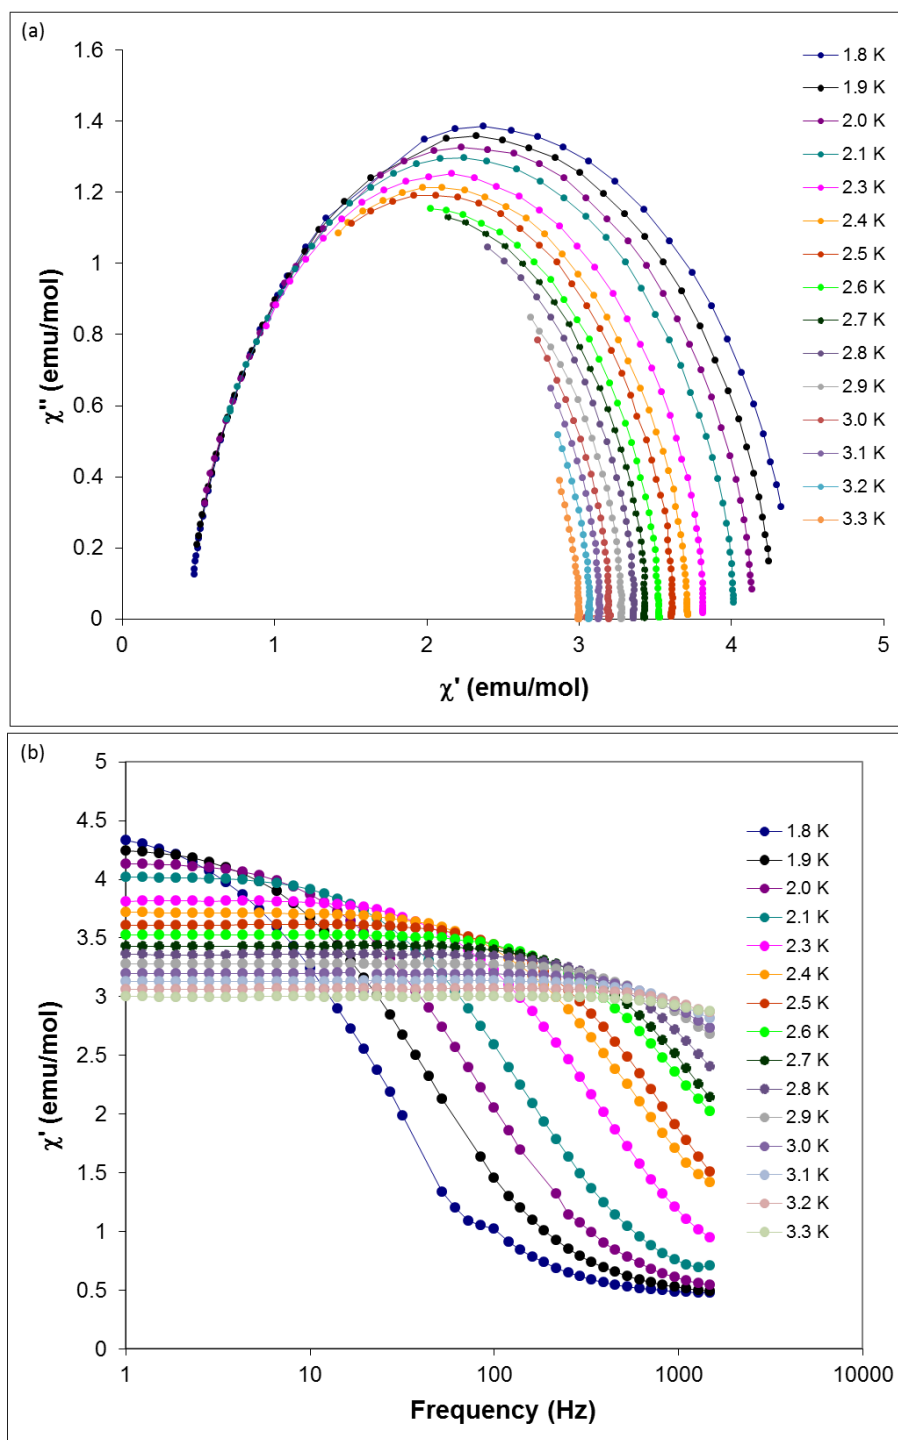 (a)
1.6
1.4
1.2
1
0.8
0.6
0.4
0.2
0
0
1
2
3
4
5
χ'' (emu/mol)
χ' (emu/mol)
1.8 K
1.9 K
2.0 K
2.1 K
2.3 K
2.4 K
2.5 K
2.6 K
2.7 K
2.8 K
2.9 K
3.0 K
3.1 K
3.2 K
3.3 K
(b)
5
4.5
4
3.5
3
2.5
2
1.5
1
0.5
0
1
10
100
1000
10000
χ' (emu/mol)
Frequency (Hz)
1.8 K
1.9 K
2.0 K
2.1 K
2.3 K
2.4 K
2.5 K
2.6 K
2.7 K
2.8 K
2.9 K
3.0 K
3.1 K
3.2 K
3.3 K